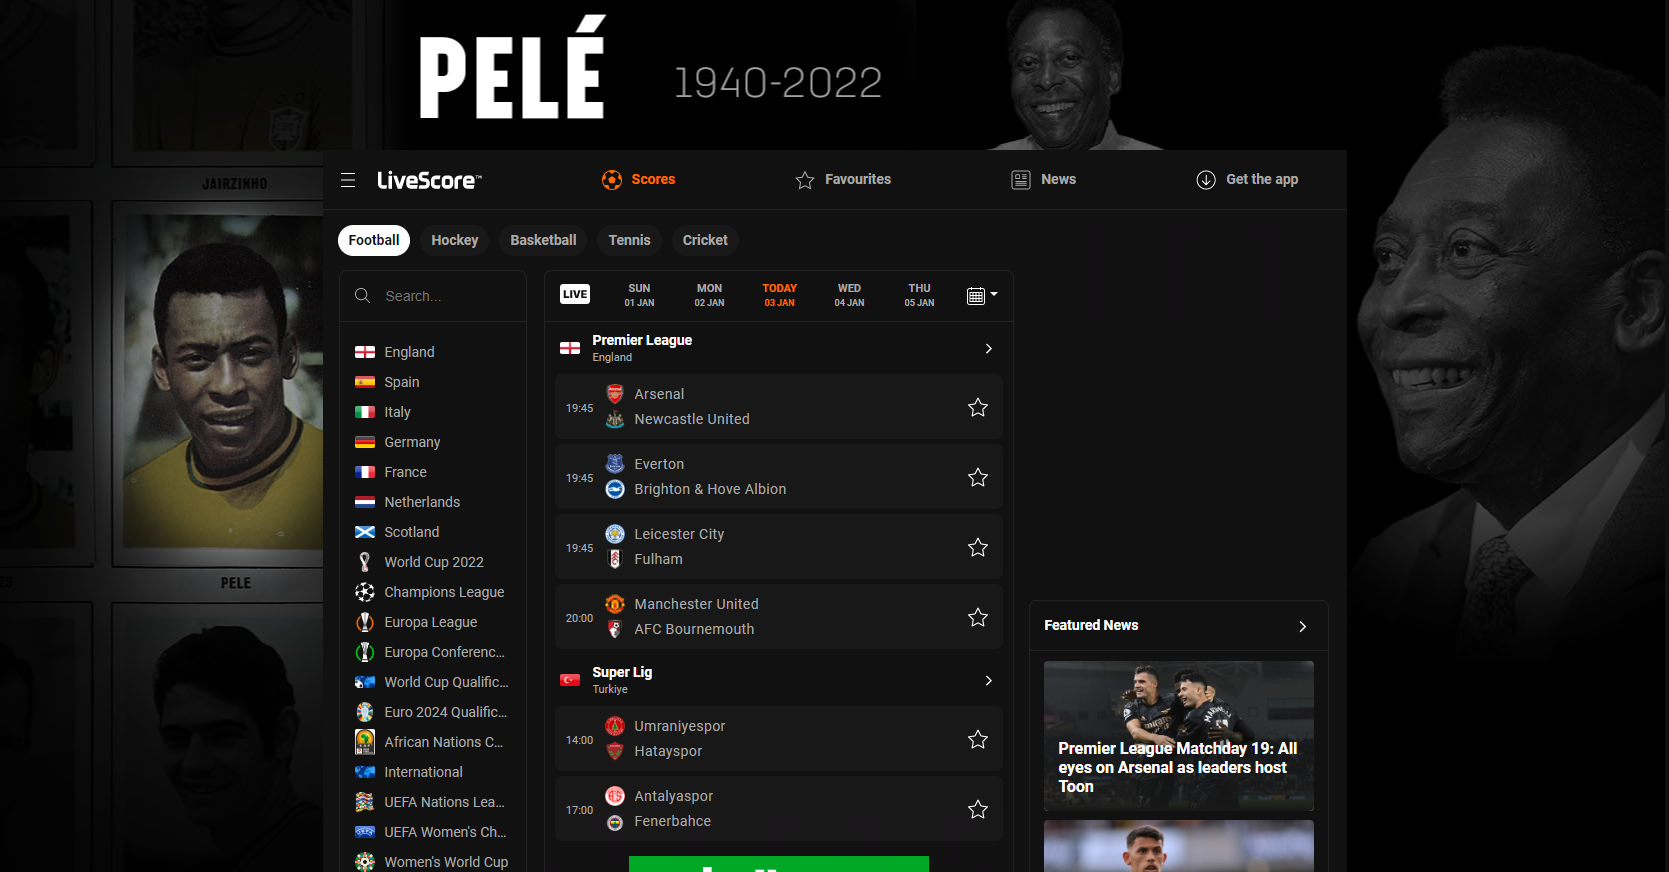 PELÉ
1940-2022
JAIRZINHO
PELE
LiveScore™
Scores
Favourites
News
Get the app
Football
Hockey
Basketball
Tennis
Cricket
Search...
England
Spain
Italy
Germany
France
Netherlands
Scotland
World Cup 2022
Champions League
Europa League
Europa Conferenc...
World Cup Qualific...
Euro 2024 Qualific...
African Nations C...
International
UEFA Nations Lea...
UEFA Women's Ch...
Women's World Cup
LIVE
SUN
01 JAN
MON
02 JAN
TODAY
03 JAN
WED
04 JAN
THU
05 JAN
Premier League
England
19:45
Arsenal
Newcastle United
19:45
Everton
Brighton & Hove Albion
19:45
Leicester City
Fulham
20:00
Manchester United
AFC Bournemouth
Super Lig
Turkiye
14:00
Umraniyespor
Hatayspor
17:00
Antalyaspor
Fenerbahce
Featured News
Premier League Matchday 19: All
eyes on Arsenal as leaders host
Toon